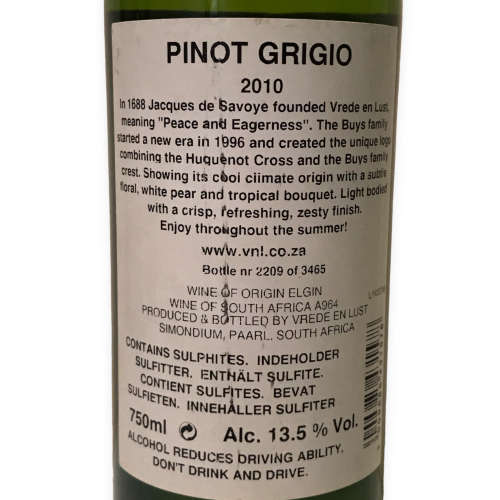 PINOT GRIGIO
2010
In 1688 Jacques de Savoye founded Vrede en Lust,
meaning "Peace and Eagerness". The Buys family
started a new era in 1996 and created the unique logo
combining the Huguenot Cross and the Buys family
crest. Showing its cool climate origin with a subtle
floral, white pear and tropical bouquet. Light bodied
with a crisp, refreshing, zesty finish.
Enjoy throughout the summer!
www.vnl.co.za
Bottle nr 2209 of 3465
WINE OF ORIGIN ELGIN
WINE OF SOUTH AFRICA A964
PRODUCED & BOTTLED BY VREDE EN LUST
SIMONDIUM, PAARL, SOUTH AFRICA
CONTAINS SULPHITES. INDEHOLDER
SULFITTER. ENTHÄLT SULFITE.
CONTIENT SULFITES. BEVAT
SULFIETEN. INNEHÅLLER SULFITER
750ml e Alc. 13.5 % Vol.
ALCOHOL REDUCES DRIVING ABILITY.
DON'T DRINK AND DRIVE.